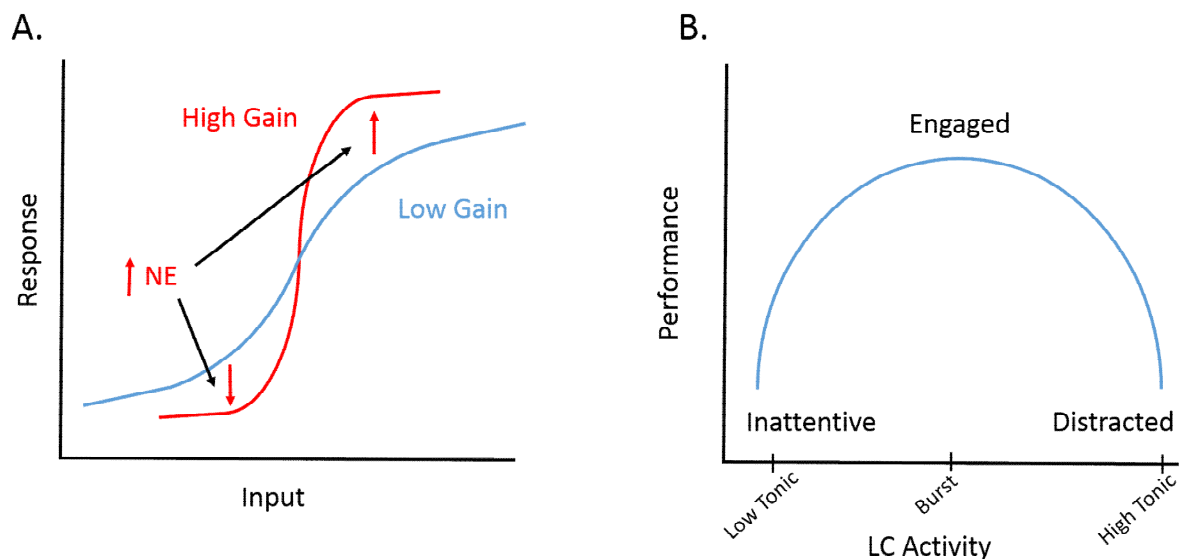 A.
High Gain
Low Gain
NE
Response
Input
B.
Engaged
Performance
Inattentive
Distracted
Low Tonic
Burst
High Tonic
LC Activity